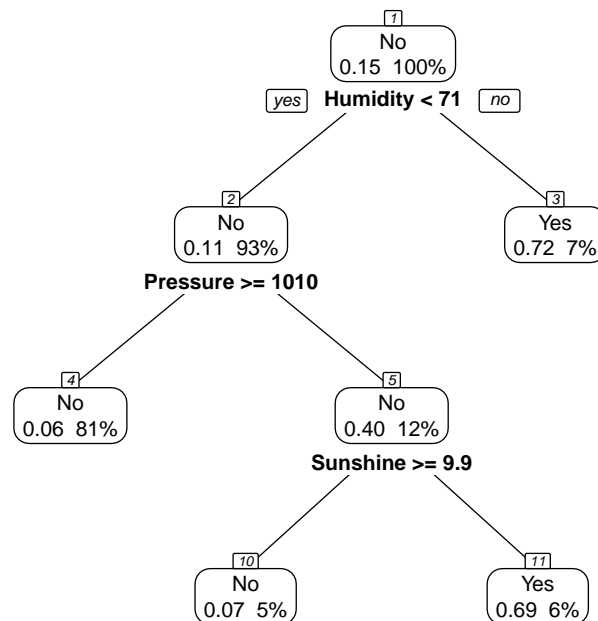 1
No
0.15 100%
yes Humidity < 71 no
2
No
0.11 93%
Pressure >= 1010
3
Yes
0.72 7%
4
No
0.06 81%
5
No
0.40 12%
Sunshine >= 9.9
10
No
0.07 5%
11
Yes
0.69 6%